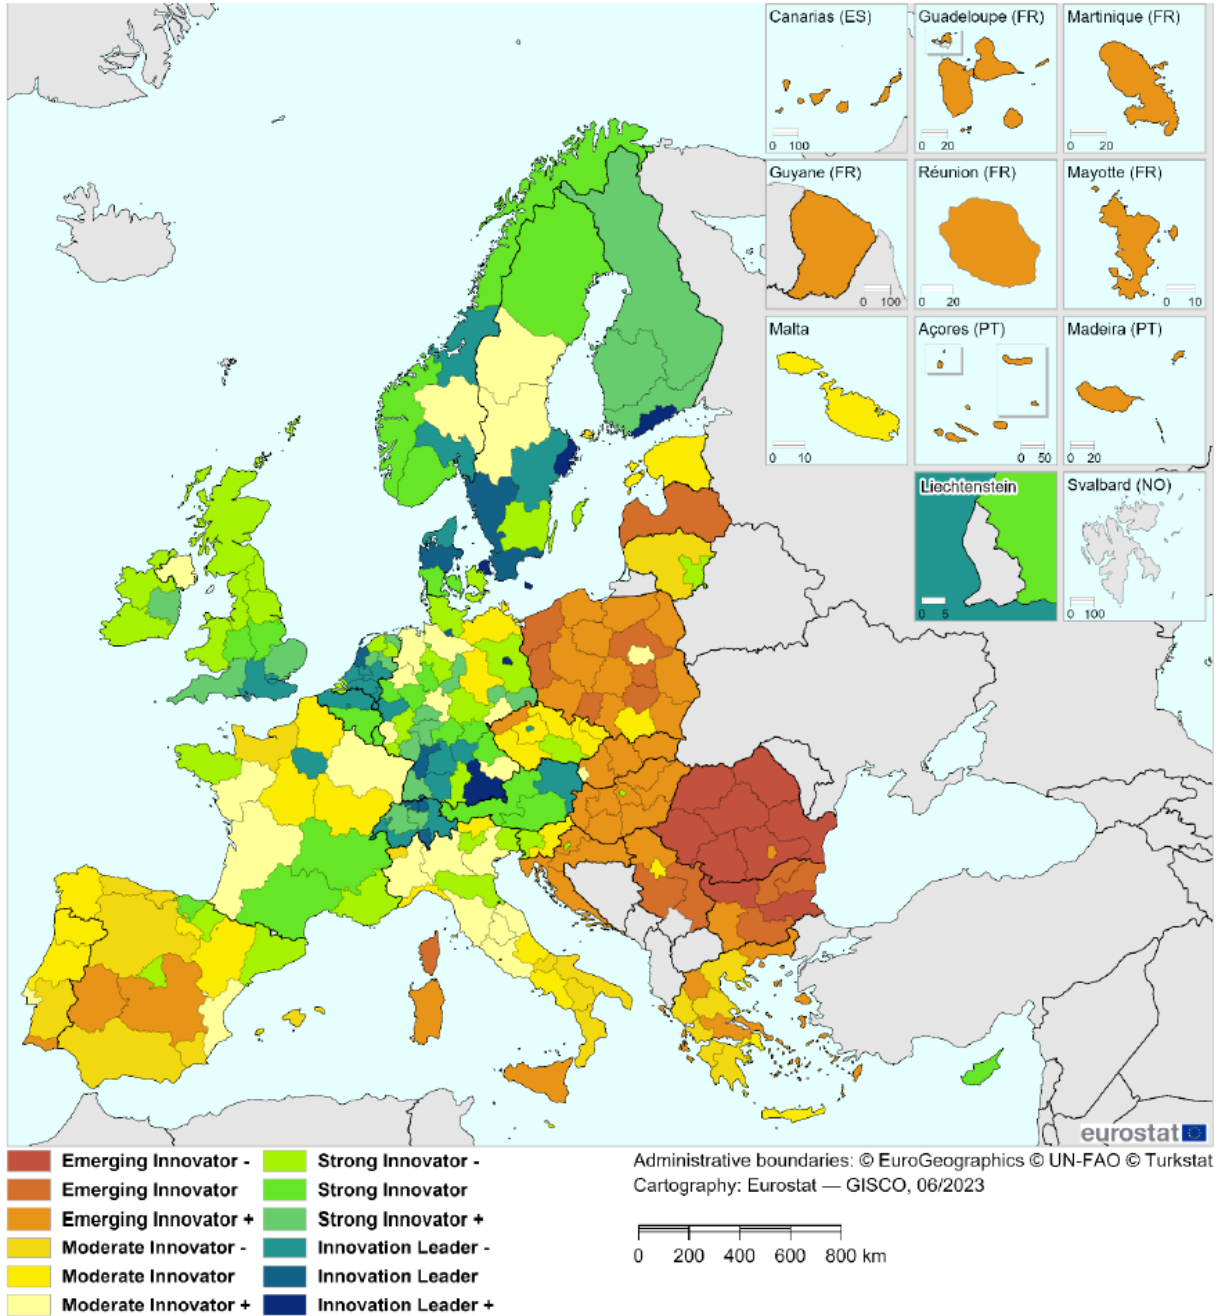 Canarias (ES)
0 100
Guadeloupe (FR)
0 20
Martinique (FR)
0 20
Guyane (FR)
0 100
Réunion (FR)
0 20
Mayotte (FR)
0 10
Malta
0 10
Açores (PT)
0 50
Madeira (PT)
0 20
Liechtenstein
0 5
Svalbard (NO)
0 100
eurostat
Emerging Innovator -
Emerging Innovator
Emerging Innovator +
Moderate Innovator -
Moderate Innovator
Moderate Innovator +
Strong Innovator -
Strong Innovator
Strong Innovator +
Innovation Leader -
Innovation Leader
Innovation Leader +
Administrative boundaries: © EuroGeographics © UN-FAO © Turkstat
Cartography: Eurostat — GISCO, 06/2023
0 200 400 600 800 km